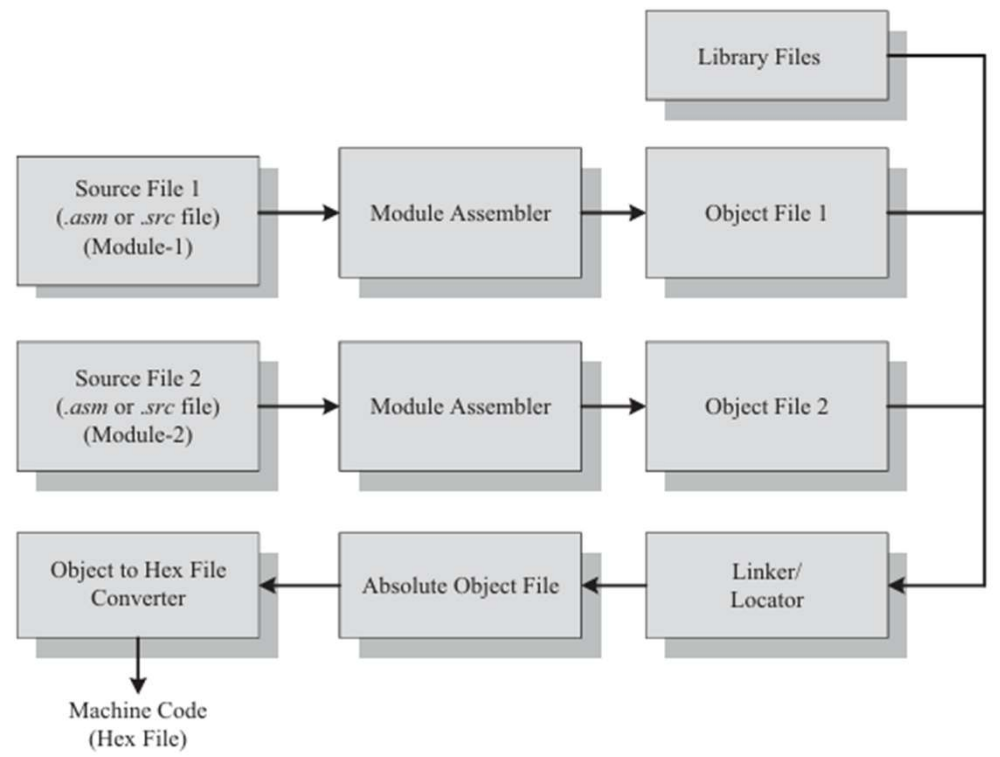 Library Files
Source File 1
(.asm or .src file)
(Module-1)
Module Assembler
Object File 1
Source File 2
(.asm or .src file)
(Module-2)
Module Assembler
Object File 2
Object to Hex File
Converter
Absolute Object File
Linker/
Locator
Machine Code
(Hex File)